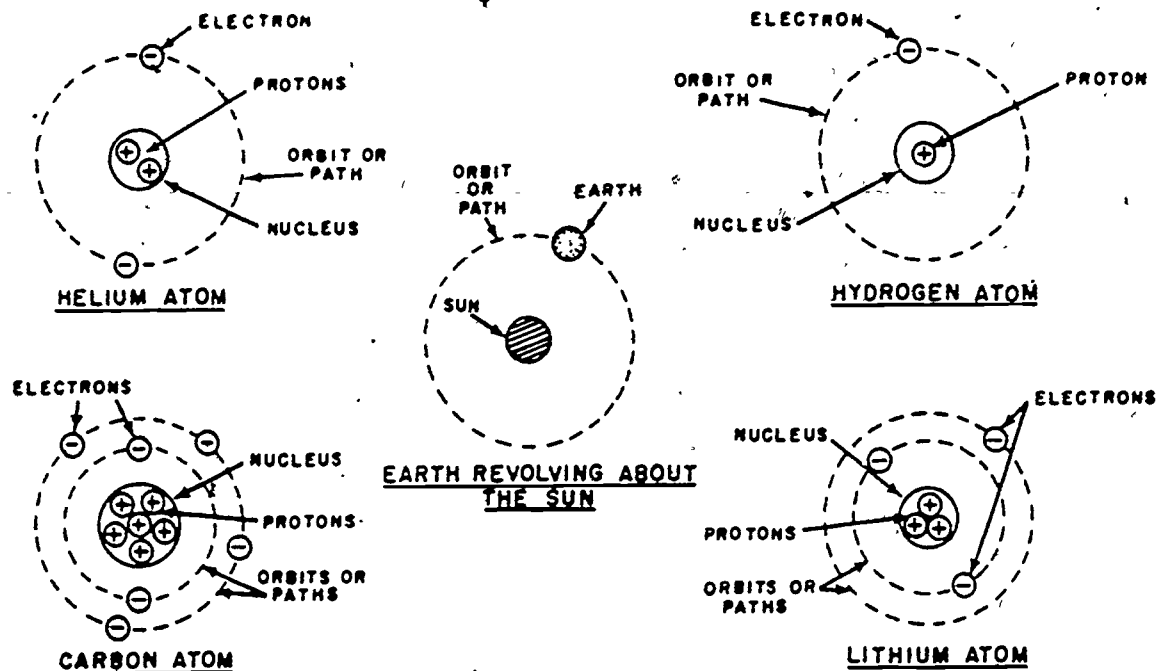 ELECTRON
PROTONS
ORBIT OR
PATH
NUCLEUS
HELIUM ATOM
ELECTRON
ORBIT OR
PATH
PROTON
NUCLEUS
HYDROGEN ATOM
ORBIT
OR
PATH
EARTH
SUN
EARTH REVOLVING ABOUT
THE SUN
ELECTRONS
NUCLEUS
PROTONS
ORBITS OR
PATHS
CARBON ATOM
ELECTRONS
NUCLEUS
PROTONS
ORBITS OR
PATHS
LITHIUM ATOM